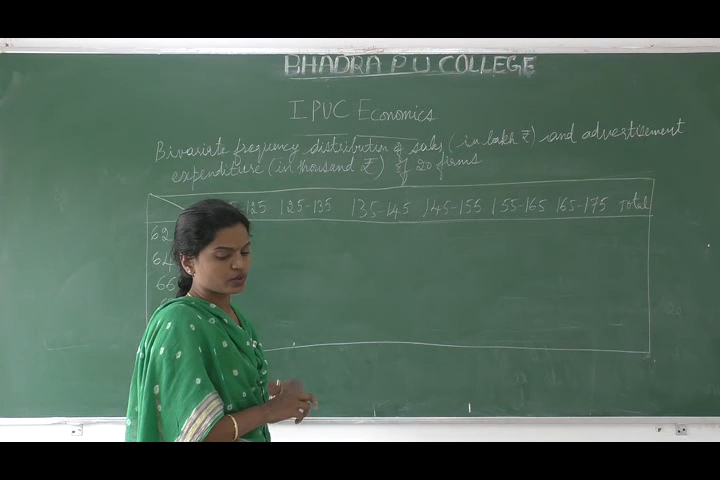 BHADRA P U COLLEGE
I PUC Economics
Bivariate frequency distribution of sales (in lakh ₹) and advertisement
expenditure (in thousand ₹) of 20 firms
125 125-135 135-145 145-155 155-165 165-175 Total
62
64
66